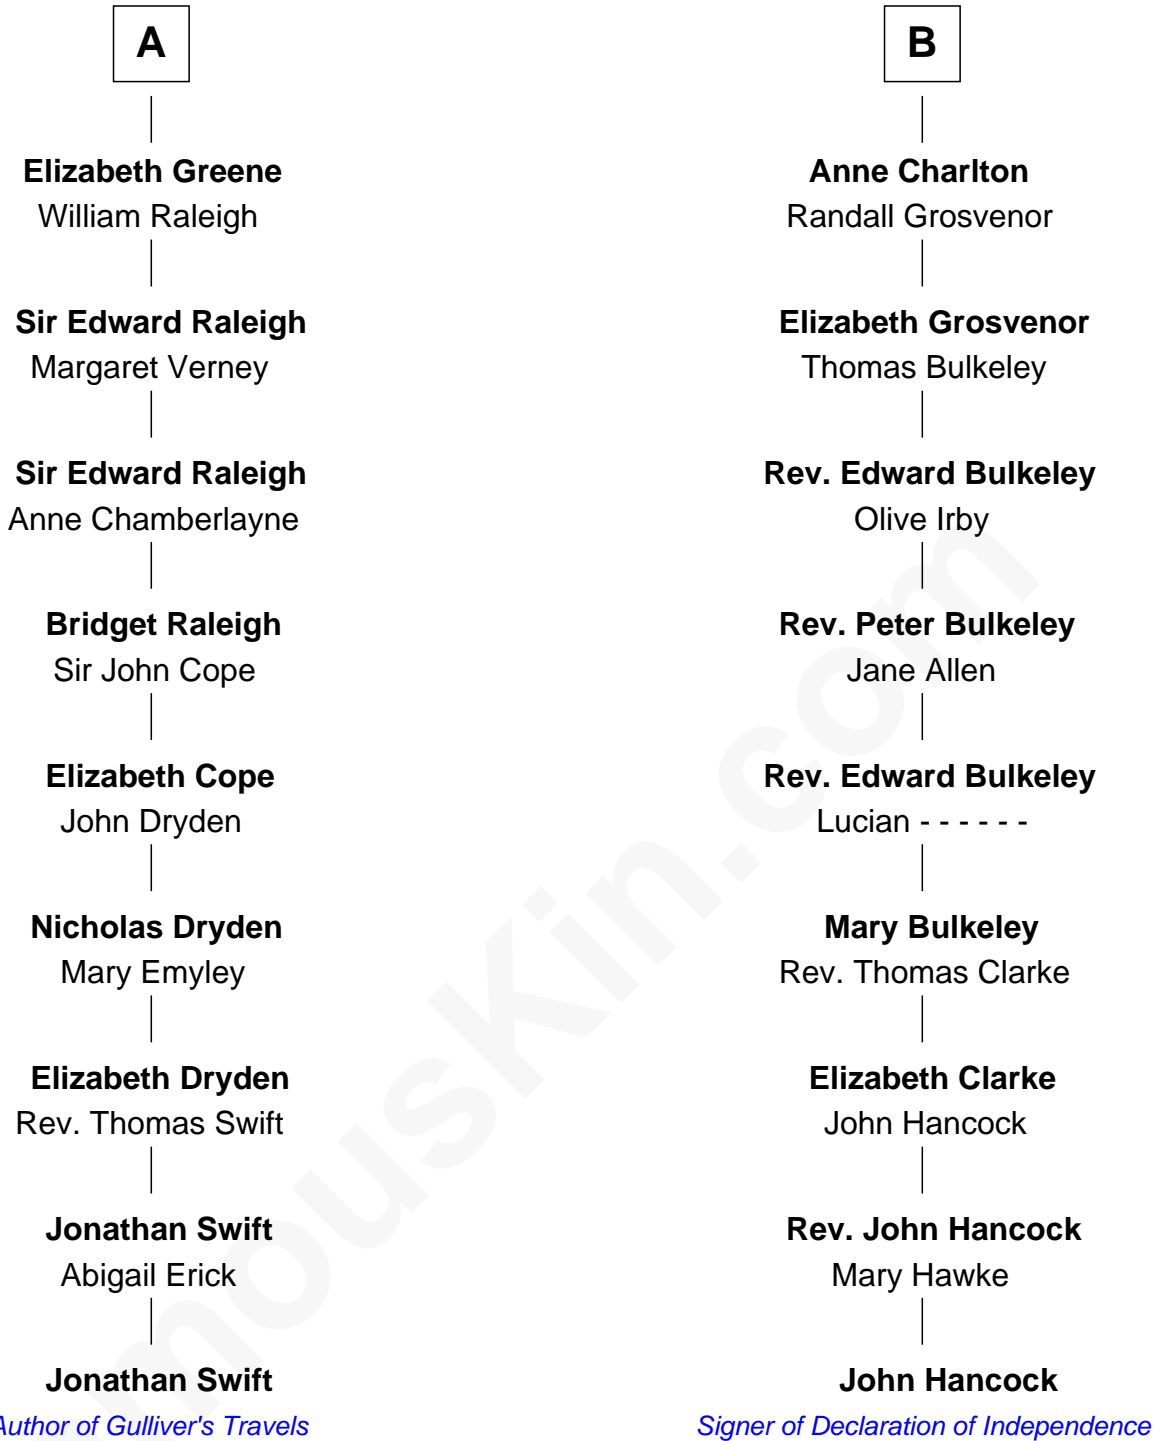 A
Elizabeth Greene
William Raleigh
Sir Edward Raleigh
Margaret Verney
Sir Edward Raleigh
Anne Chamberlayne
Bridget Raleigh
Sir John Cope
Elizabeth Cope
John Dryden
Nicholas Dryden
Mary Emyley
Elizabeth Dryden
Rev. Thomas Swift
Jonathan Swift
Abigail Erick
Jonathan Swift
Author of Gulliver's Travels
B
Anne Charlton
Randall Grosvenor
Elizabeth Grosvenor
Thomas Bulkeley
Rev. Edward Bulkeley
Olive Irby
Rev. Peter Bulkeley
Jane Allen
Rev. Edward Bulkeley
Lucian - - - - - -
Mary Bulkeley
Rev. Thomas Clarke
Elizabeth Clarke
John Hancock
Rev. John Hancock
Mary Hawke
John Hancock
Signer of Declaration of Independence
mousKin.com